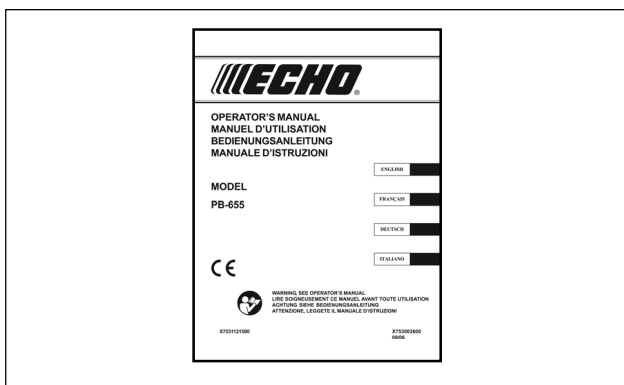 ECHO®
OPERATOR'S MANUAL
MANUEL D'UTILISATION
BEDIENUNGSANLEITUNG
MANUALE D'ISTRUZIONI
ENGLISH
MODEL
FRANÇAIS
PB-655
DEUTSCH
ITALIANO
CE
WARNING, SEE OPERATOR'S MANUAL
LIRE SOIGNEUSEMENT CE MANUEL AVANT TOUTE UTILISATION
ACHTUNG SIEHE BEDIENUNGSANLEITUNG
ATTENZIONE, LEGGETE IL MANUALE D'ISTRUZIONI
X7531121500
X753002600
09/06